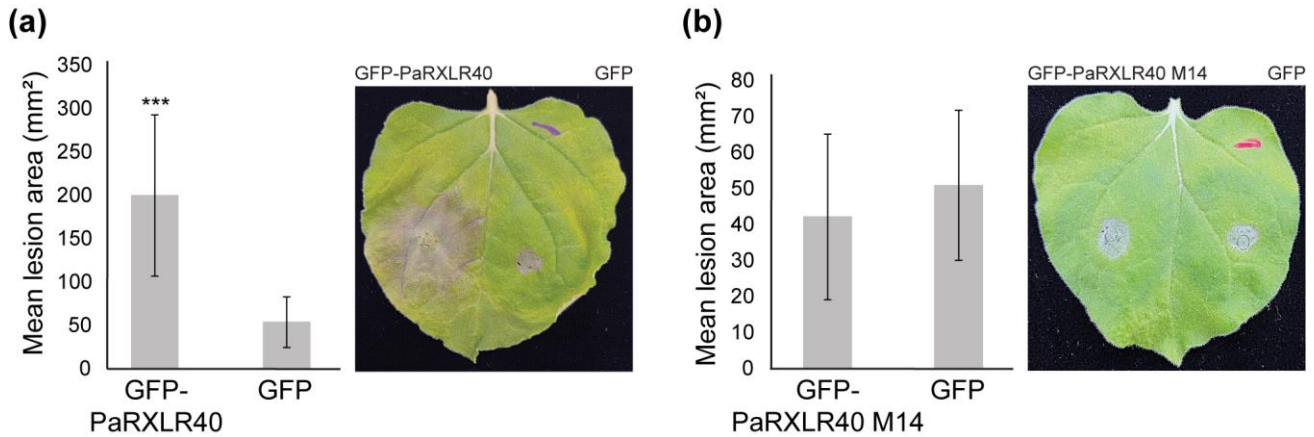 (a)
Mean lesion area (mm²)
350
300
250
200
150
100
50
0
***
GFP-
PaRXLR40
GFP
GFP-PaRXLR40 GFP
(b)
Mean lesion area (mm²)
80
70
60
50
40
30
20
10
0
GFP-
PaRXLR40 M14
GFP
GFP-PaRXLR40 M14 GFP